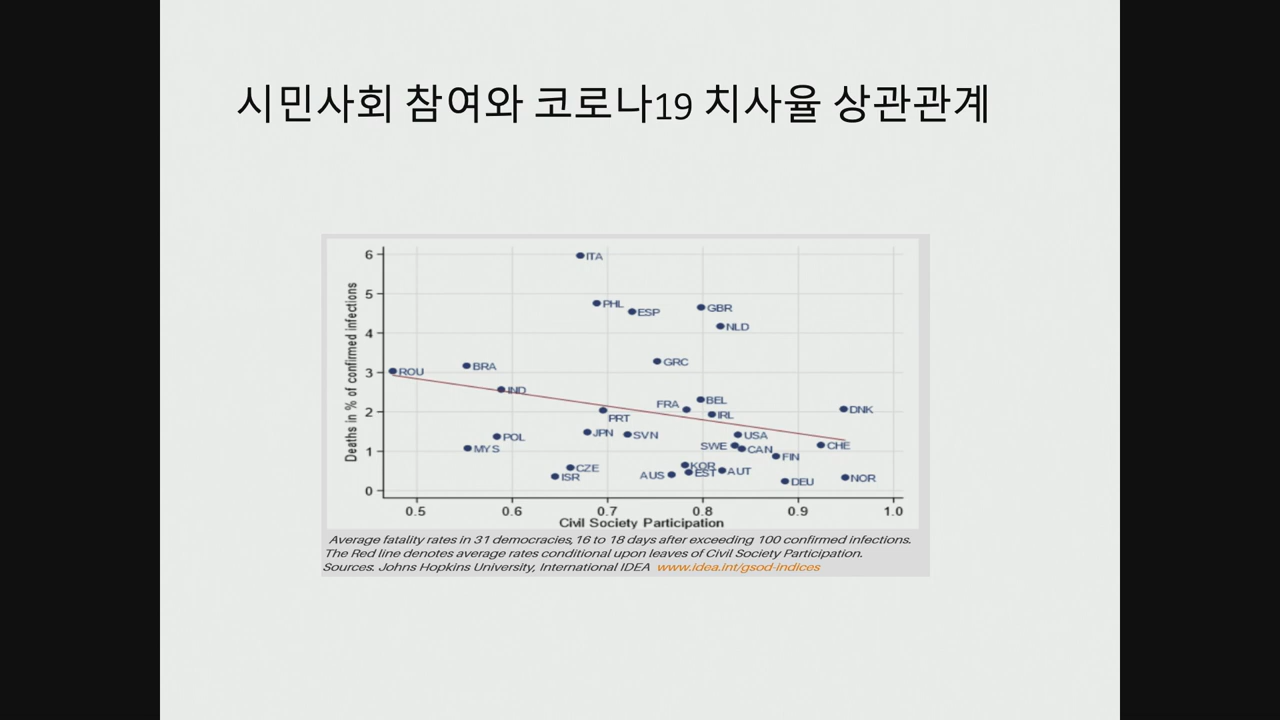 시민사회 참여와 코로나19 치사율 상관관계
Deaths in % of confirmed infections
6
5
4
3
2
1
0
ITA
PHL
ESP
GBR
NLD
GRC
ROU
BRA
IND
FRA
BEL
IRL
DNK
PRT
JPN
SVN
USA
POL
MYS
SWE
CAN
CHE
FIN
CZE
ISR
KOR
AUS
EST
AUT
DEU
NOR
0.5 0.6 0.7 0.8 0.9 1.0
Civil Society Participation
Average fatality rates in 31 democracies, 16 to 18 days after exceeding 100 confirmed infections.
The Red line denotes average rates conditional upon leaves of Civil Society Participation.
Sources: Johns Hopkins University, International IDEA www.idea.int/gsod-indices